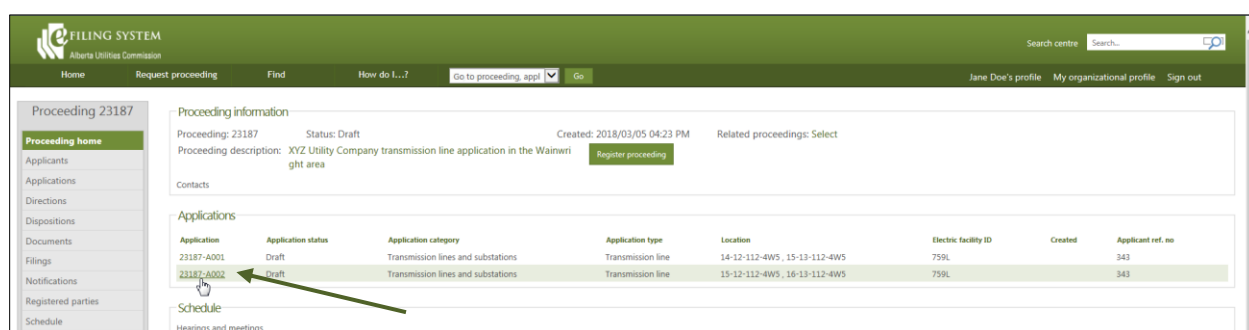 eFILING SYSTEM
Alberta Utilities Commission
Search centre Search...
Home Request proceeding Find How do I...? Go to proceeding, appl Go Jane Doe's profile My organizational profile Sign out
Proceeding 23187
Proceeding home
Applicants
Applications
Directions
Dispositions
Documents
Filings
Notifications
Registered parties
Schedule
Proceeding information
Proceeding: 23187 Status: Draft Created: 2018/03/05 04:23 PM Related proceedings: Select
Proceeding description: XYZ Utility Company transmission line application in the Wainwri
ght area
Register proceeding
Contacts
Applications
Application Application status Application category Application type Location Electric facility ID Created Applicant ref. no
23187-A001 Draft Transmission lines and substations Transmission line 14-12-112-4W5 , 15-13-112-4W5 759L 343
23187-A002 Draft Transmission lines and substations Transmission line 15-12-112-4W5 , 16-13-112-4W5 759L 343
Schedule
Hearings and meetings